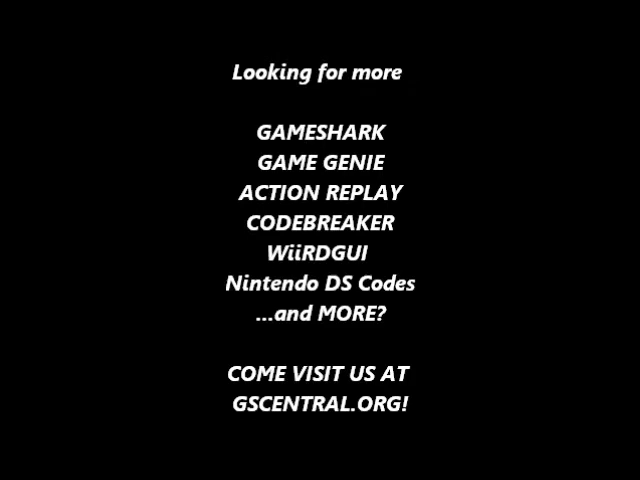 Looking for more
GAMESHARK
GAME GENIE
ACTION REPLAY
CODEBREAKER
WiiRDGUI
Nintendo DS Codes
...and MORE?
COME VISIT US AT
GSCENTRAL.ORG!